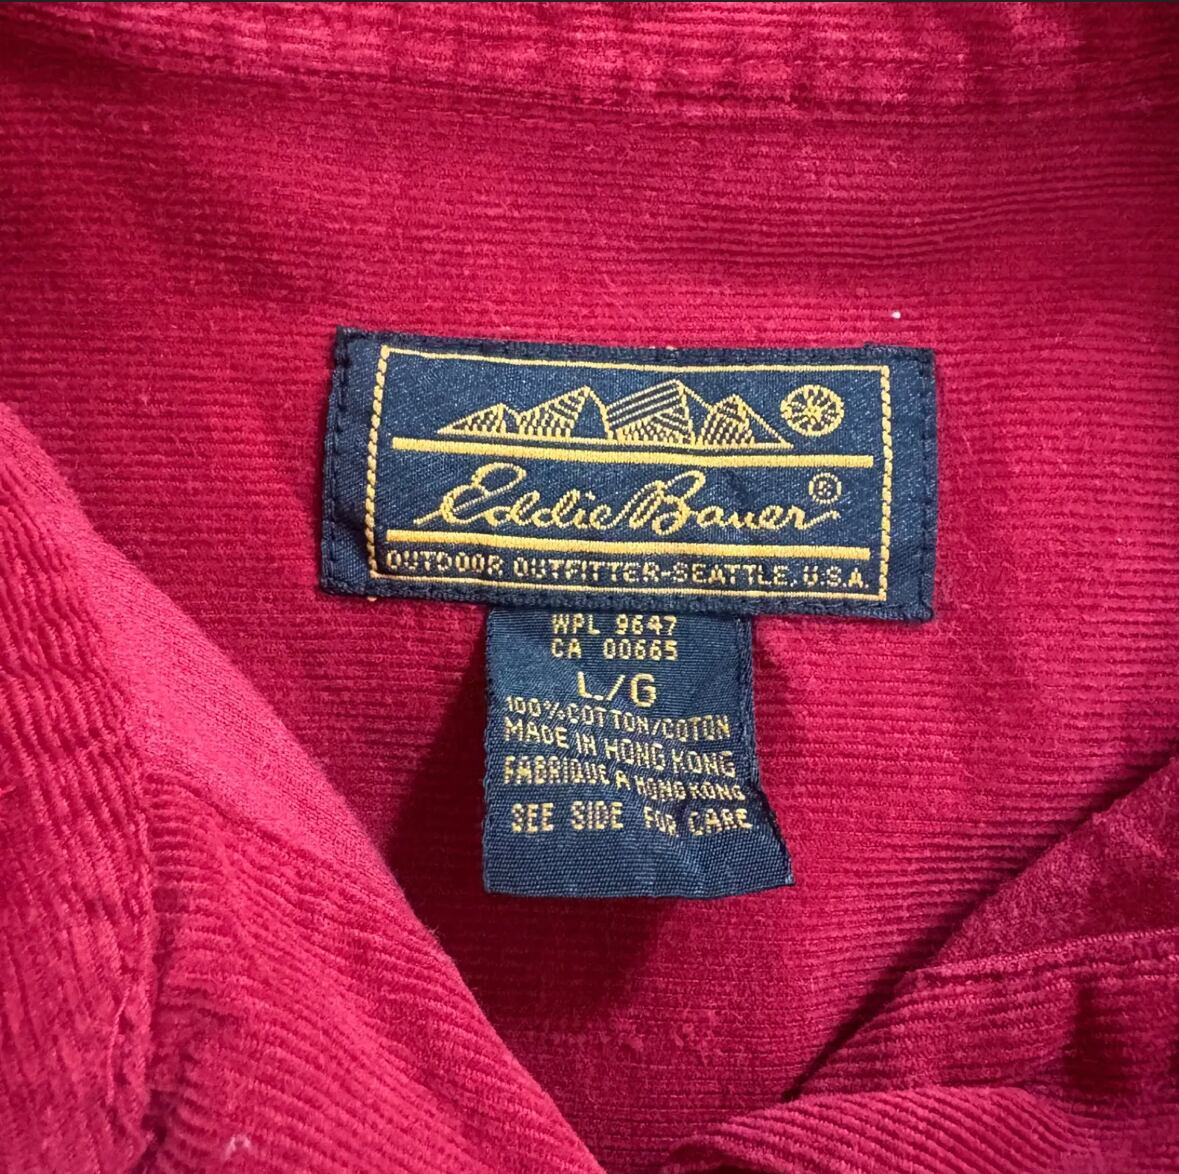 Eddie Bauer®
OUTDOOR OUTFITTER-SEATTLE, U.S.A.
WPL 9647
CA 00665
L/G
100% COTTON/COTON
MADE IN HONG KONG
FABRIQUE A HONG KONG
SEE SIDE FOR CARE